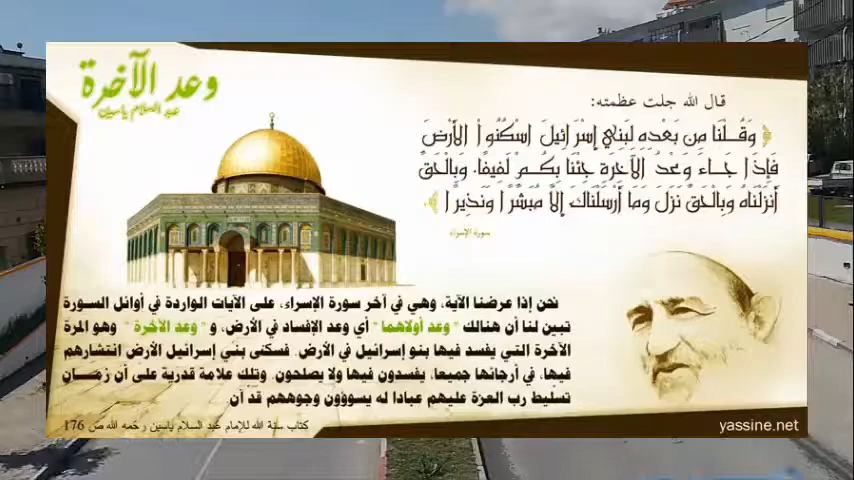 وعد الآخرة
عبد السلام ياسين
قال الله جلت عظمته:
﴿ وَقُلْنَا مِن بَعْدِهِ لِبَنِي إِسْرَائِيلَ اسْكُنُواْ الأَرْضَ
فَإِذَا جَاء وَعْدُ الآخِرَةِ جِئْنَا بِكُمْ لَفِيفًا. وَبِالْحَقِّ
أَنزَلْنَاهُ وَبِالْحَقِّ نَزَلَ وَمَا أَرْسَلْنَاكَ إِلاَّ مُبَشِّرًا وَنَذِيرًا ﴾.
سورة الإسراء
نحن إذا عرضنا الآية، وهي في آخر سورة الإسراء، على الآيات الواردة في أوائل السورة
تبين لنا أن هنالك "وعد أولاهما" أي وعد الإفساد في الأرض، و "وعد الآخرة" وهو المرة
الآخرة التي يفسد فيها بنو إسرائيل في الأرض. فسكنى بني إسرائيل الأرض انتشارهم
فيها، في أرجائها جميعا، يفسدون فيها ولا يصلحون. وتلك علامة قدرية على أن زمـــان
تسليط رب العزة عليهم عبادا له يسوؤون وجوههم قد آن.
كتاب سنة الله للإمام عبد السلام ياسين رحمه الله ص 176
yassine.net